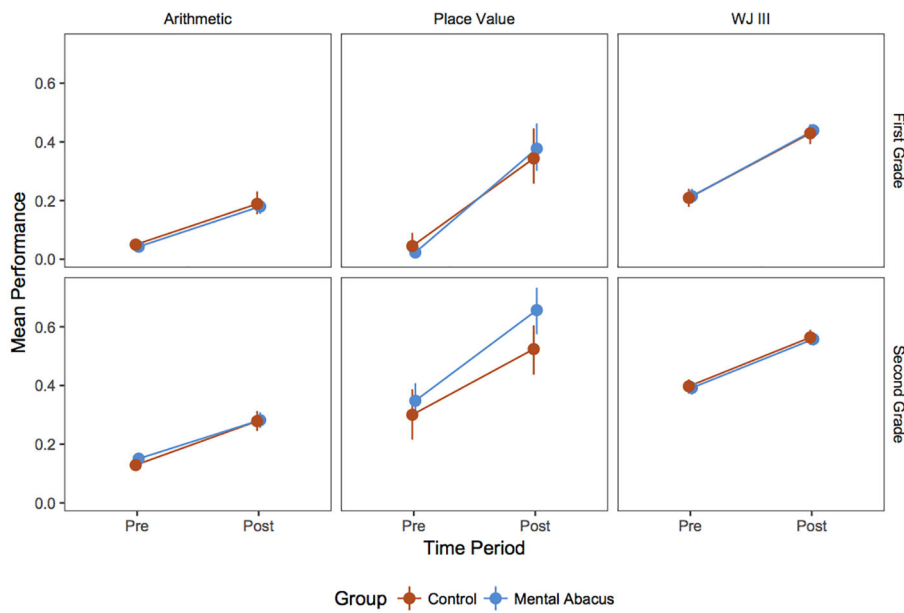 Arithmetic
Place Value
WJ III
0.6
0.4
0.2
0.0
First Grade
0.6
0.4
0.2
0.0
Second Grade
Mean Performance
Pre
Post
Pre
Post
Pre
Post
Time Period
Group Control Mental Abacus